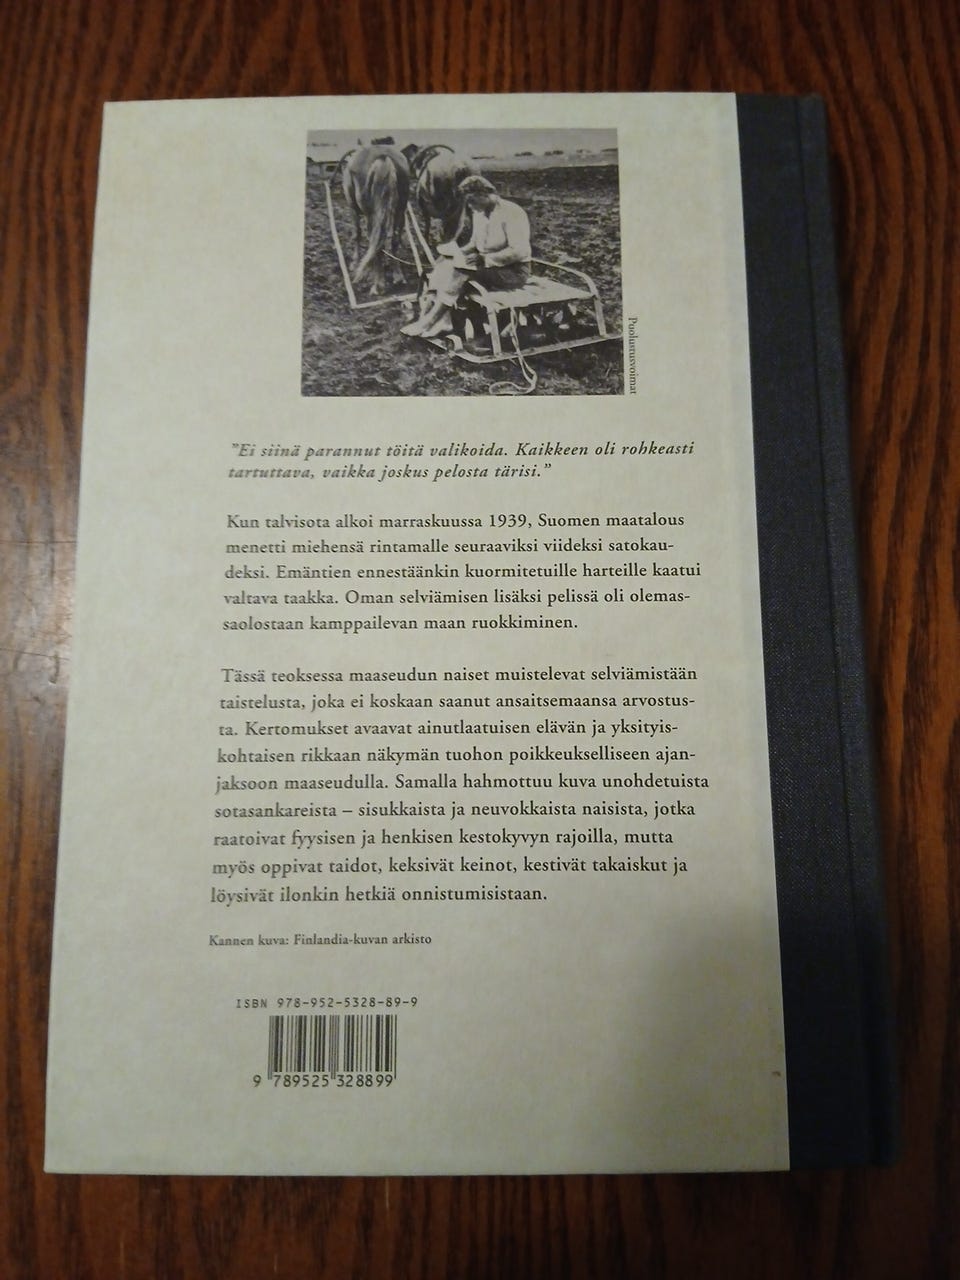 Puolustusvoimat
"Ei siinä parannut töitä valikoida. Kaikkeen oli rohkeasti
tartuttava, vaikka joskus pelosta tärisi."
Kun talvisota alkoi marraskuussa 1939, Suomen maatalous
menetti miehensä rintamalle seuraaviksi viideksi satokau-
deksi. Emäntien ennestäänkin kuormitetuille harteille kaatui
valtava taakka. Oman selviämisen lisäksi pelissä oli olemas-
saolostaan kamppailevan maan ruokkiminen.
Tässä teoksessa maaseudun naiset muistelevat selviämistään
taistelusta, joka ei koskaan saanut ansaitsemaansa arvostus-
ta. Kertomukset avaavat ainutlaatuisen elävän ja yksityis-
kohtaisen rikkaan näkymän tuohon poikkeukselliseen ajan-
jaksoon maaseudulla. Samalla hahmottuu kuva unohdetuista
sotasankareista – sisukkaista ja neuvokkaista naisista, jotka
raatoivat fyysisen ja henkisen kestokyvyn rajoilla, mutta
myös oppivat taidot, keksivät keinot, kestivät takaiskut ja
löysivät ilonkin hetkiä onnistumisistaan.
Kannen kuva: Finlandia-kuvan arkisto
ISBN 978-952-5328-89-9
9 789525 328899